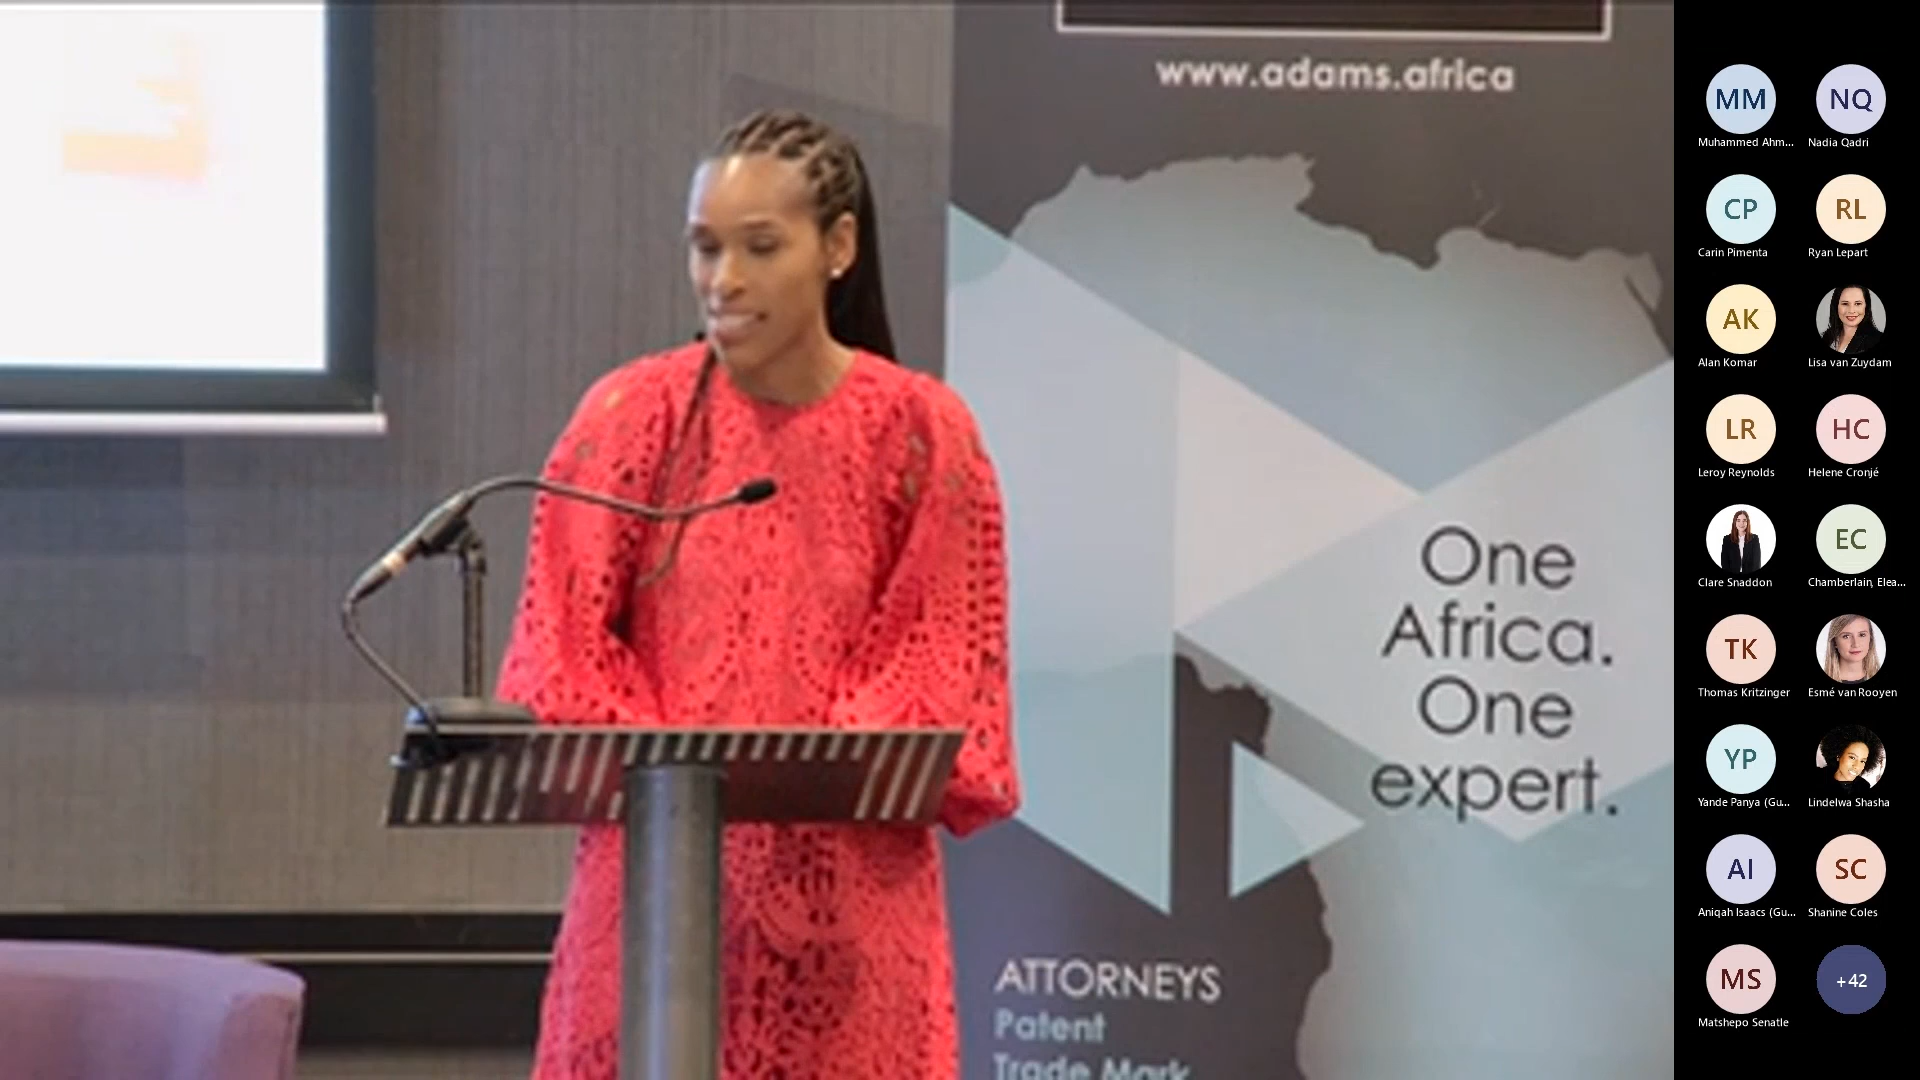 www.adams.africa
One
Africa.
One
expert.
ATTORNEYS
Patent
Trade Mark
MM
NQ
Muhammed Ahm...
Nadia Qadri
CP
RL
Carin Pimenta
Ryan Lepart
AK
Alan Komar
Lisa van Zuydam
LR
HC
Leroy Reynolds
Helene Cronjé
EC
Clare Snaddon
Chamberlain, Elea...
TK
Thomas Kritzinger
Esmé van Rooyen
YP
Yande Panya (Gu...
Lindelwa Shasha
AI
SC
Aniqah Isaacs (Gu...
Shanine Coles
MS
+42
Matshepo Senatle